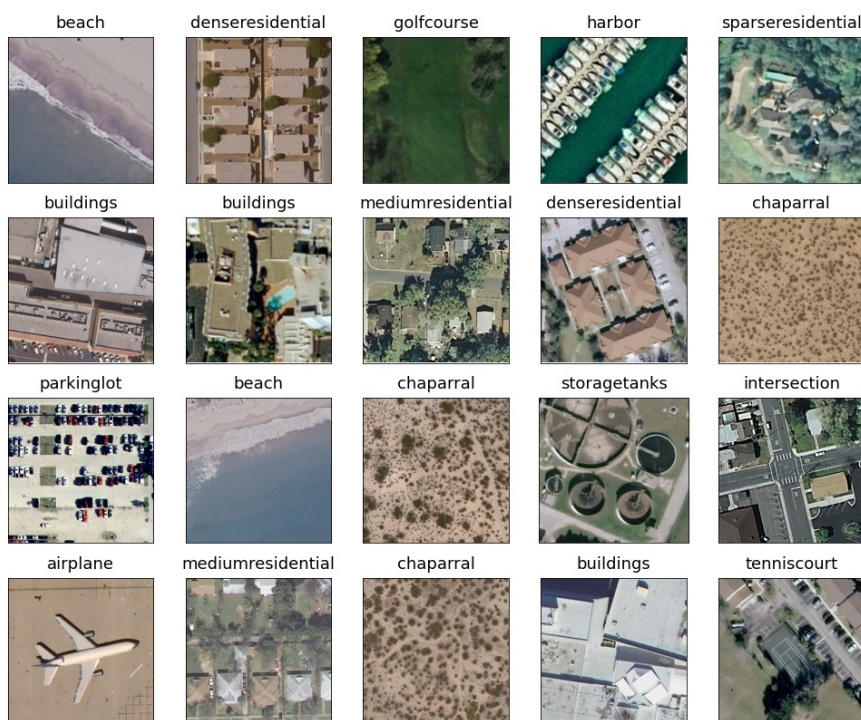 beach
denseresidential
golfcourse
harbor
sparseresidential
buildings
buildings
mediumresidential
denseresidential
chaparral
parkinglot
beach
chaparral
storagetanks
intersection
airplane
mediumresidential
chaparral
buildings
tenniscourt